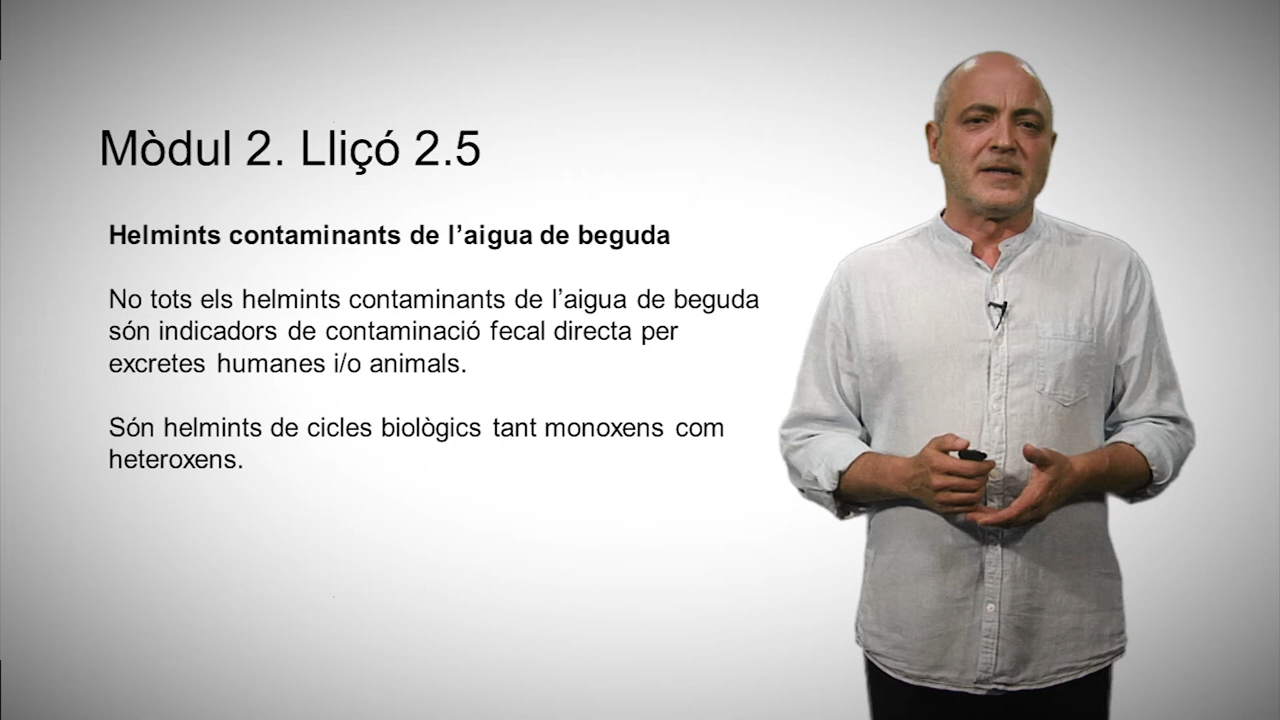 Mòdul 2. Lliçó 2.5
Helmints contaminants de l’aigua de beguda
No tots els helmints contaminants de l’aigua de beguda
són indicadors de contaminació fecal directa per
excretes humanes i/o animals.
Són helmints de cicles biològics tant monoxens com
heteroxens.